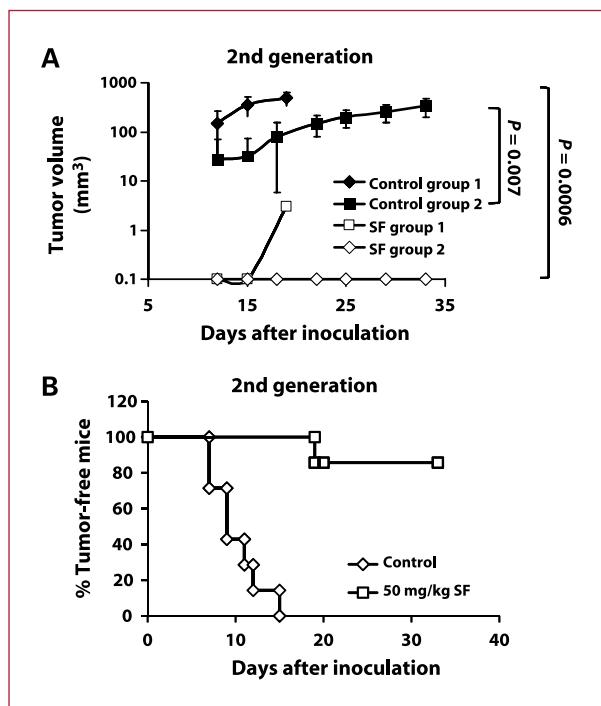 A
2nd generation
Tumor volume
(mm³)
1000
100
10
1
0.1
5
15
25
35
Days after inoculation
Control group 1
Control group 2
SF group 1
SF group 2
P = 0.007
P = 0.0006
B
2nd generation
% Tumor-free mice
120
100
80
60
40
20
0
0
10
20
30
40
Days after inoculation
Control
50 mg/kg SF